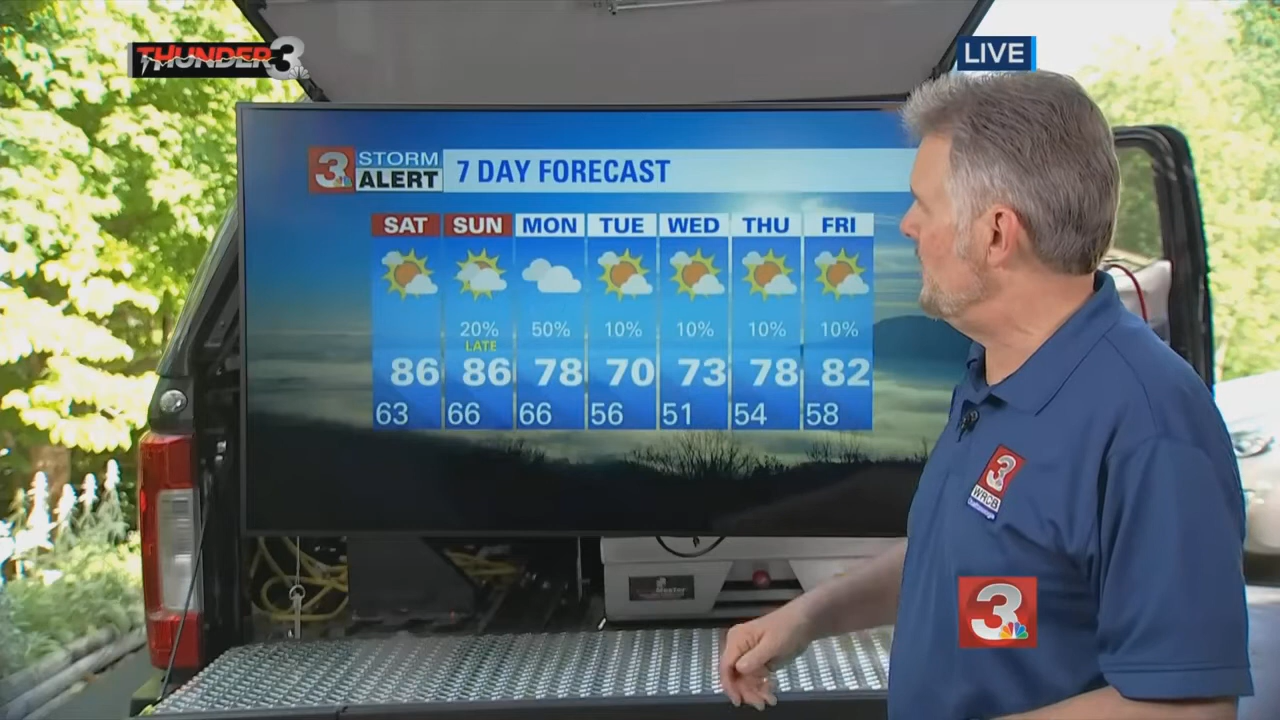 THUNDER 3
LIVE
3 STORM ALERT
7 DAY FORECAST
SAT SUN MON TUE WED THU FRI
20% 50% 10% 10% 10% 10%
LATE
86 86 78 70 73 78 82
63 66 66 56 51 54 58
3
WRCB
3